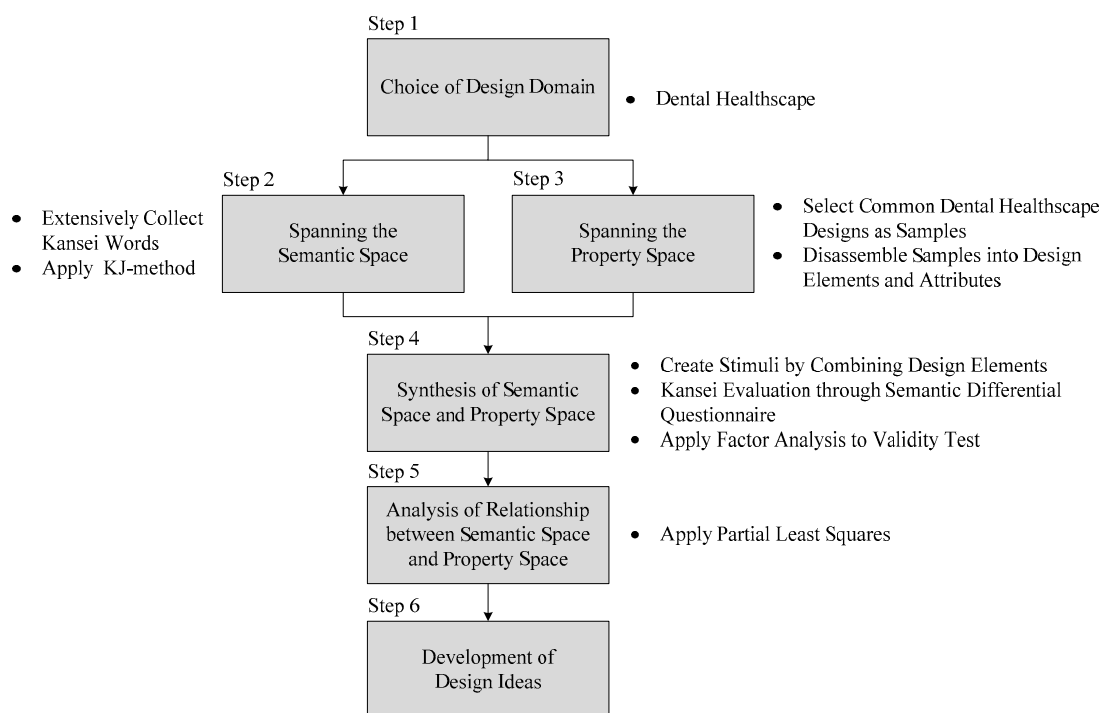 Step 1
Choice of Design Domain
● Dental Healthscape
Step 2
Spanning the
Semantic Space
● Extensively Collect
Kansei Words
● Apply KJ-method
Step 3
Spanning the
Property Space
● Select Common Dental Healthscape
Designs as Samples
● Disassemble Samples into Design
Elements and Attributes
Step 4
Synthesis of Semantic
Space and Property Space
● Create Stimuli by Combining Design Elements
● Kansei Evaluation through Semantic Differential
Questionnaire
● Apply Factor Analysis to Validity Test
Step 5
Analysis of Relationship
between Semantic Space
and Property Space
● Apply Partial Least Squares
Step 6
Development of
Design Ideas